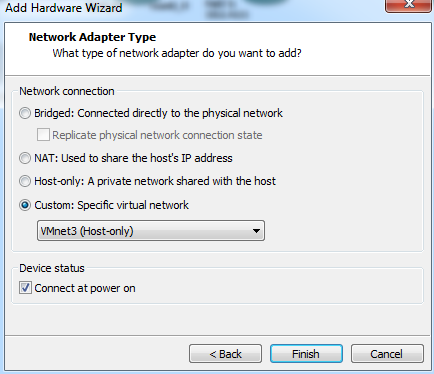 Add Hardware Wizard
Network Adapter Type
What type of network adapter do you want to add?
Network connection
Bridged: Connected directly to the physical network
Replicate physical network connection state
NAT: Used to share the host's IP address
Host-only: A private network shared with the host
Custom: Specific virtual network
VMnet3 (Host-only)
Device status
Connect at power on
< Back
Finish
Cancel